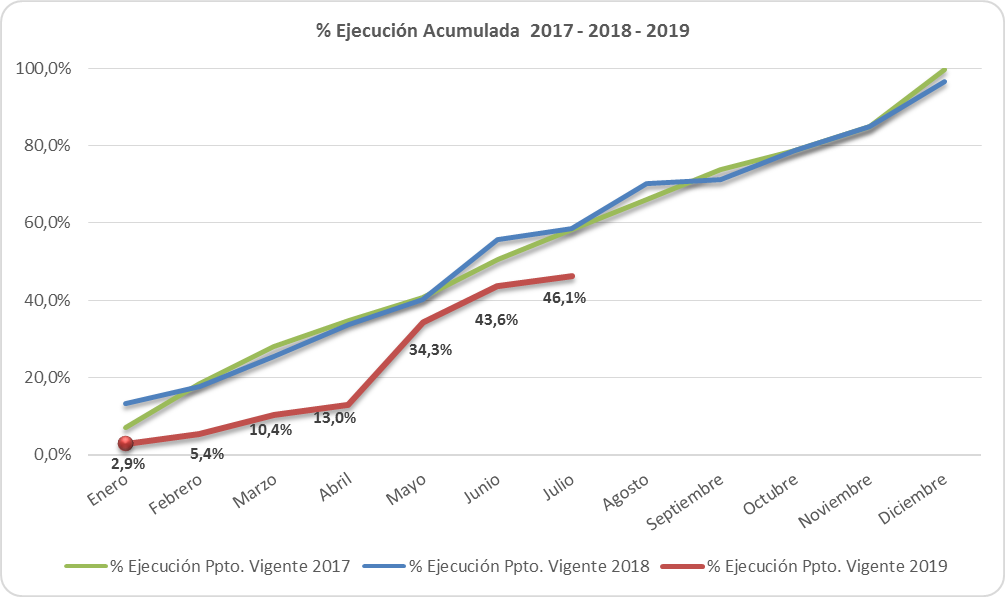 % Ejecución Acumulada 2017 - 2018 - 2019
100,0%
80,0%
60,0%
40,0%
20,0%
0,0%
2,9%
5,4%
10,4%
13,0%
34,3%
43,6%
46,1%
Enero
Febrero
Marzo
Abril
Mayo
Junio
Julio
Agosto
Septiembre
Octubre
Noviembre
Diciembre
% Ejecución Ppto. Vigente 2017
% Ejecución Ppto. Vigente 2018
% Ejecución Ppto. Vigente 2019